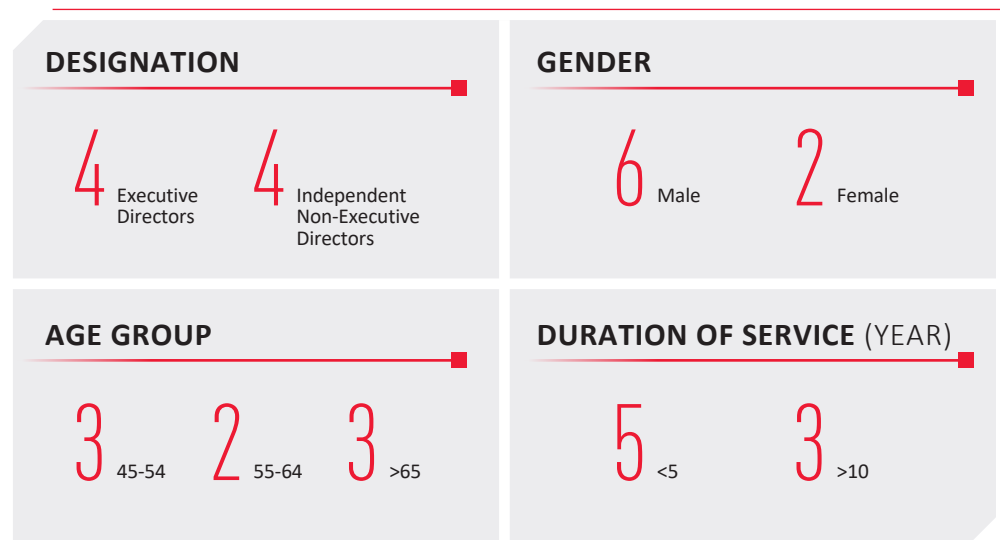 DESIGNATION
4 Executive
Directors
4 Independent
Non-Executive
Directors
GENDER
6 Male
2 Female
AGE GROUP
3 45-54
2 55-64
3 >65
DURATION OF SERVICE (YEAR)
5 <5
3 >10